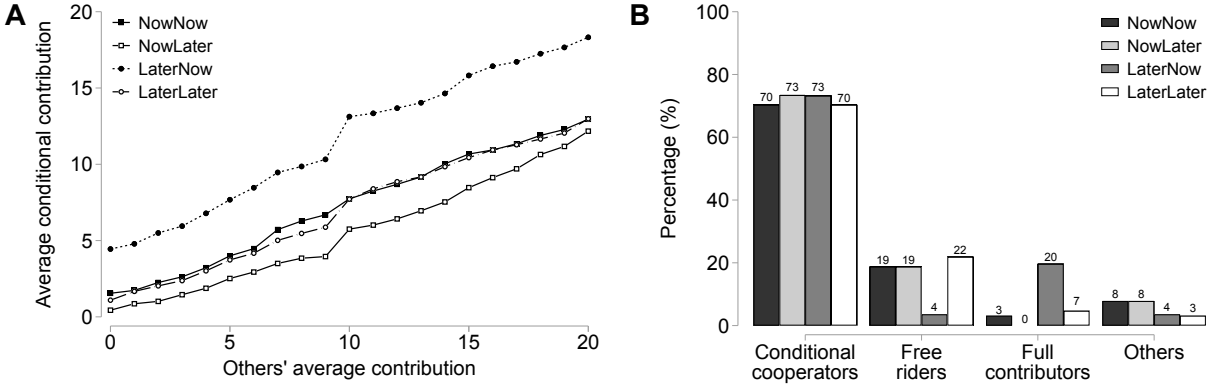 A
Average conditional contribution
20
15
10
5
0
NowNow
NowLater
LaterNow
LaterLater
0 5 10 15 20
Others' average contribution
B
Percentage (%)
100
80
60
40
20
0
NowNow
NowLater
LaterNow
LaterLater
70 73 73 70
19 19 4 22
3 0 20 7
8 8 4 3
Conditional
cooperators
Free
riders
Full
contributors
Others